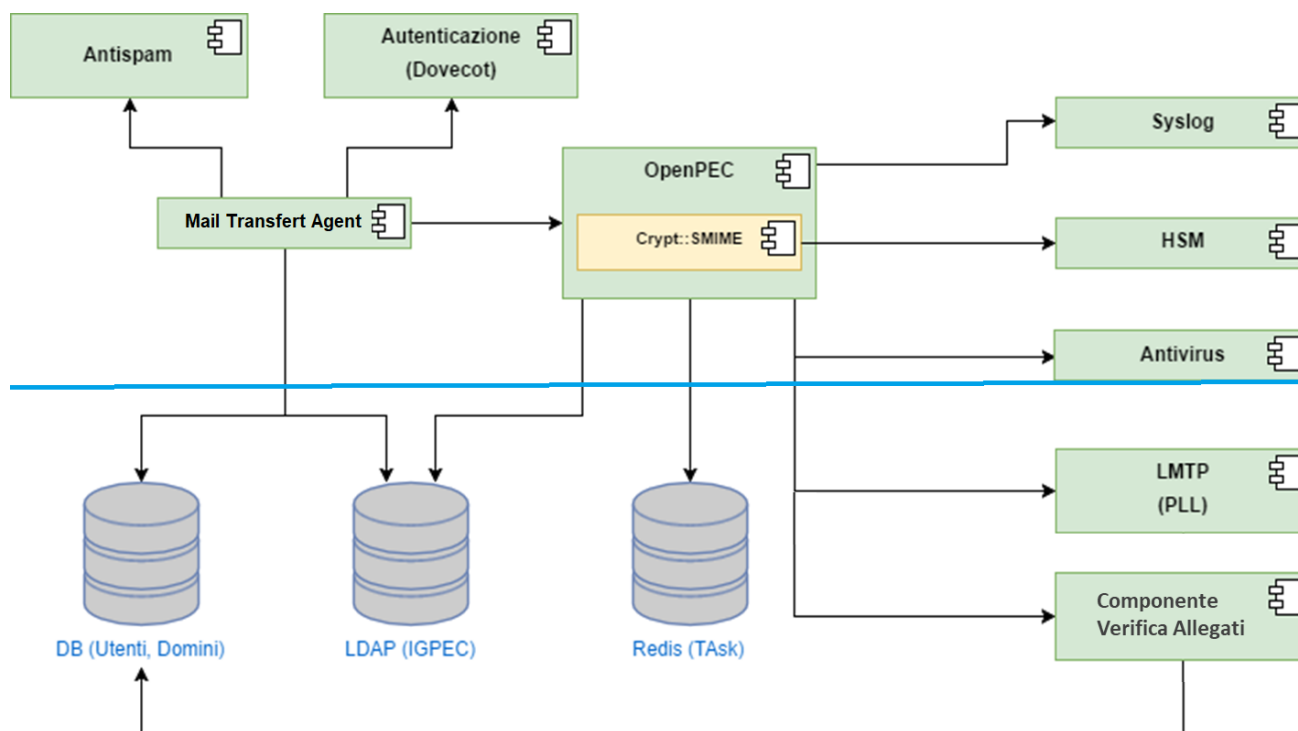 Antispam
Autenticazione
(Dovecot)
Syslog
OpenPEC
Mail Transfert Agent
Crypt::SMIME
HSM
Antivirus
LMTP
(PLL)
Componente
Verifica Allegati
DB (Utenti, Domini)
LDAP (IGPEC)
Redis (TAsk)